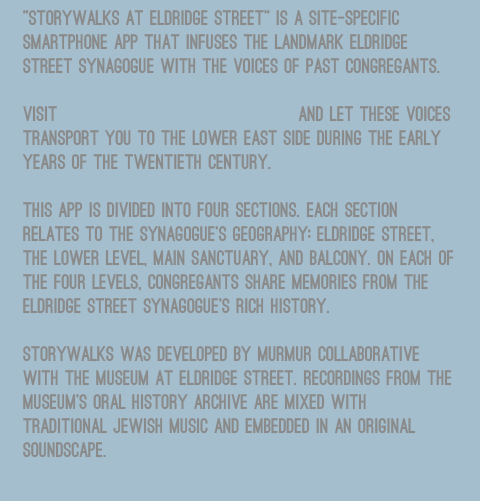 "STORYWALKS AT ELDRIDGE STREET" IS A SITE-SPECIFIC
SMARTPHONE APP THAT INFUSES THE LANDMARK ELDRIDGE
STREET SYNAGOGUE WITH THE VOICES OF PAST CONGREGANTS.
VISIT AND LET THESE VOICES
TRANSPORT YOU TO THE LOWER EAST SIDE DURING THE EARLY
YEARS OF THE TWENTIETH CENTURY.
THIS APP IS DIVIDED INTO FOUR SECTIONS. EACH SECTION
RELATES TO THE SYNAGOGUE'S GEOGRAPHY: ELDRIDGE STREET,
THE LOWER LEVEL, MAIN SANCTUARY, AND BALCONY. ON EACH OF
THE FOUR LEVELS, CONGREGANTS SHARE MEMORIES FROM THE
ELDRIDGE STREET SYNAGOGUE'S RICH HISTORY.
STORYWALKS WAS DEVELOPED BY MURMUR COLLABORATIVE
WITH THE MUSEUM AT ELDRIDGE STREET. RECORDINGS FROM THE
MUSEUM'S ORAL HISTORY ARCHIVE ARE MIXED WITH
TRADITIONAL JEWISH MUSIC AND EMBEDDED IN AN ORIGINAL
SOUNDSCAPE.